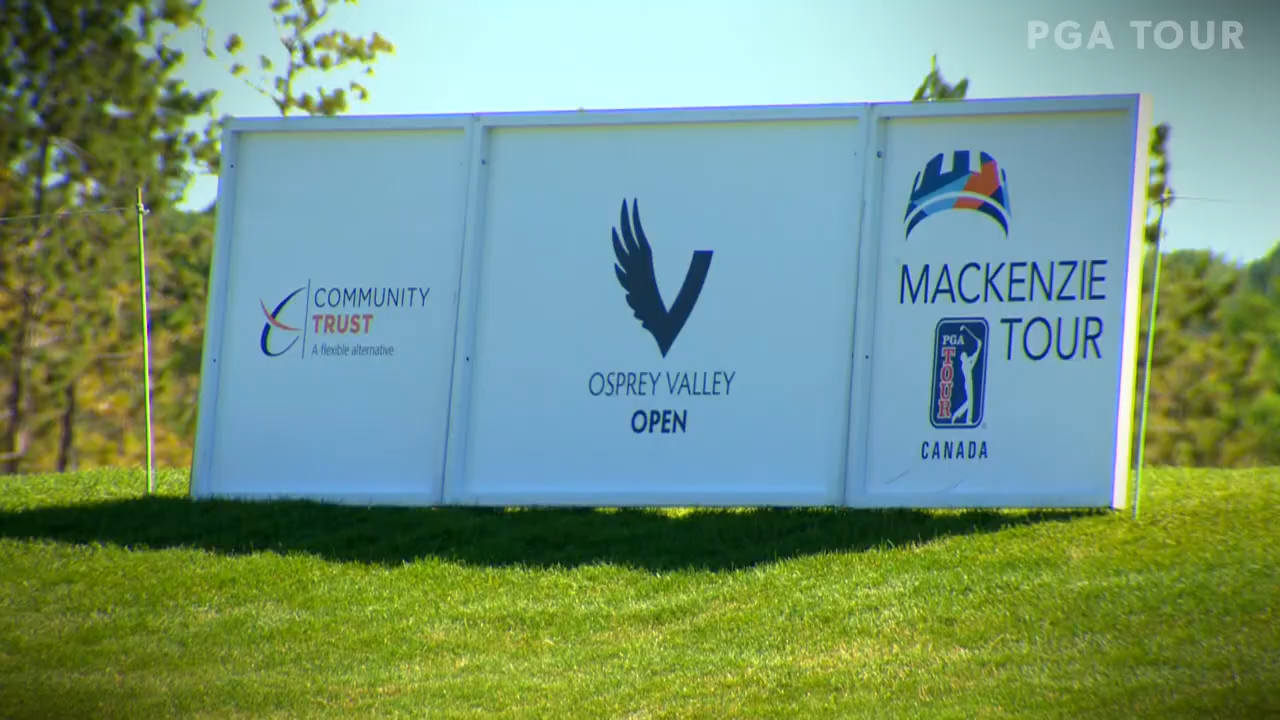 PGA TOUR
COMMUNITY
TRUST
A flexible alternative
OSPREY VALLEY
OPEN
MACKENZIE
TOUR
PGA
TOUR
CANADA